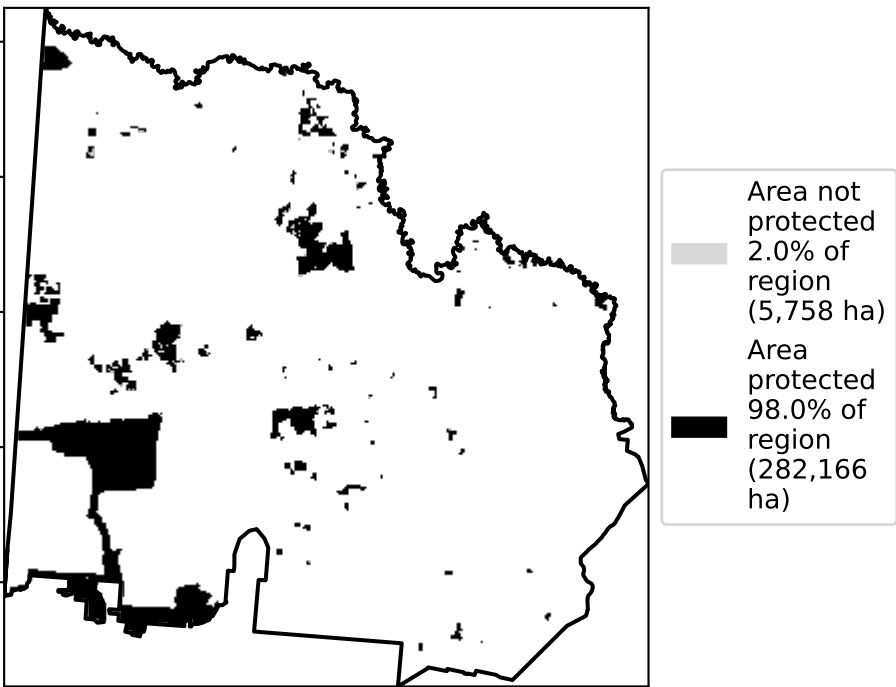 Area not
protected
2.0% of
region
(5,758 ha)
Area
protected
98.0% of
region
(282,166
ha)